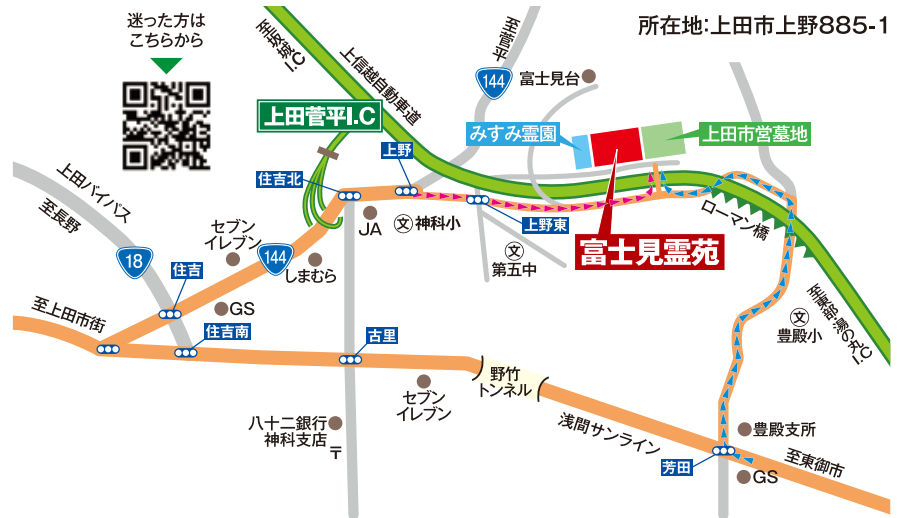 迷った方は
こちらから
所在地:上田市上野885-1
至坂城
I.C
上信越自動車道
至菅平
144
富士見台
上田菅平I.C
みすみ霊園
上田市営墓地
上野
住吉北
上田バイパス
至長野
JA
文 神科小
上野東
ローマン橋
富士見霊苑
セブン
イレブン
144
18
しまむら
文
第五中
住吉
GS
至上田市街
住吉南
古里
至東部湯の丸
I.C
文
豊殿小
野竹
トンネル
セブン
イレブン
八十二銀行
神科支店
〒
浅間サンライン
豊殿支所
芳田
至東御市
GS